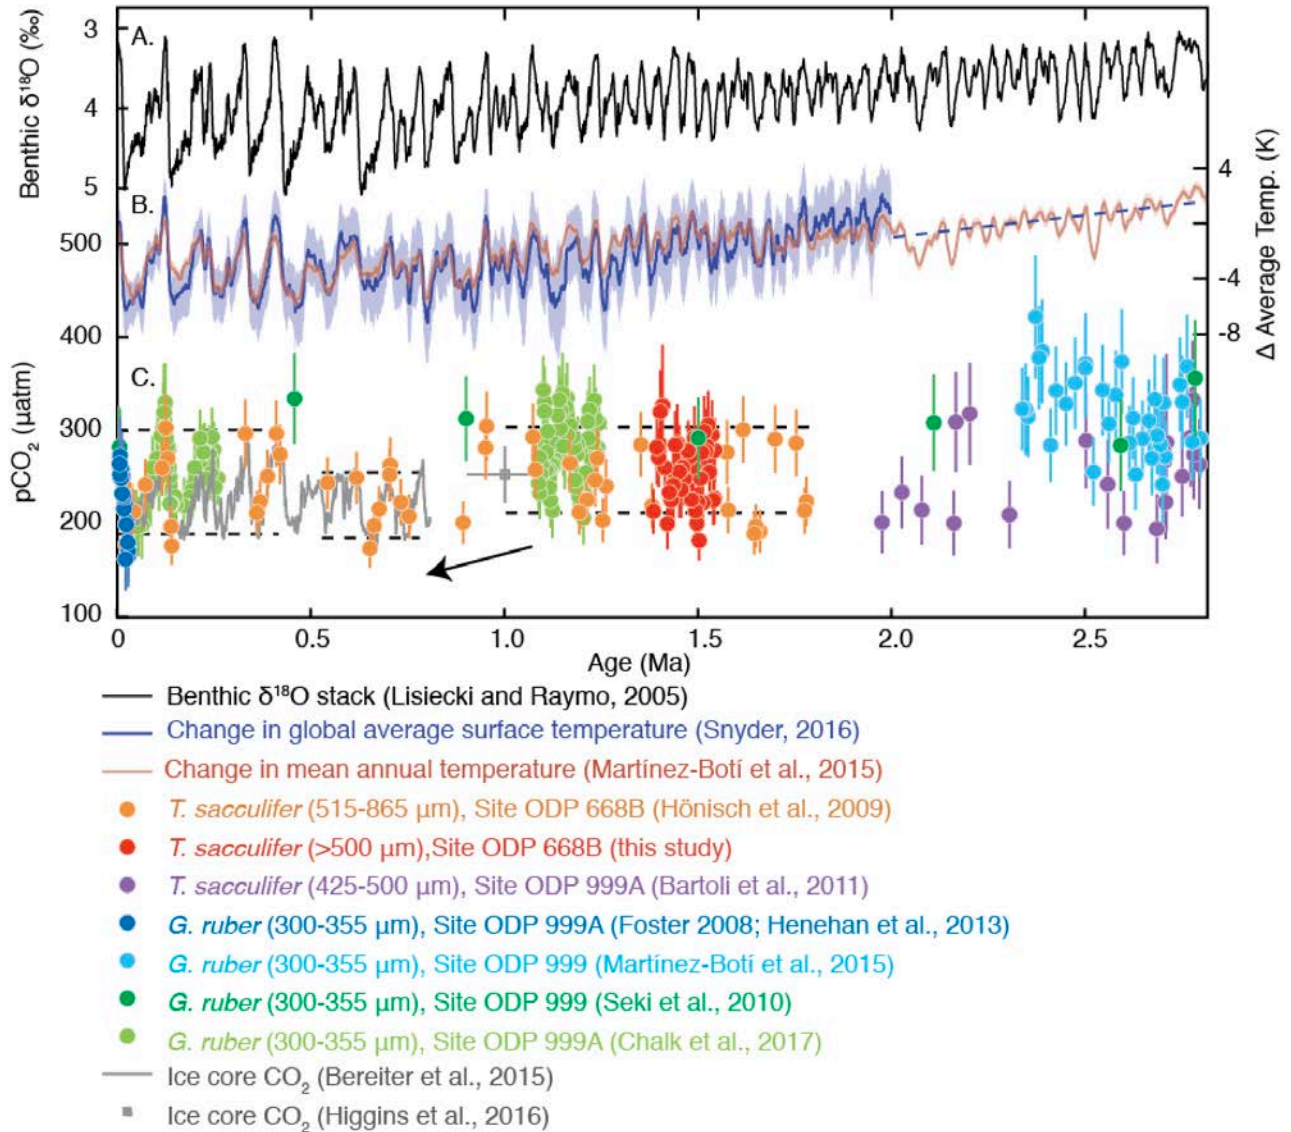 Benthic δ¹⁸O (‰)
3
4
5
A.
B.
500
400
300
200
100
pCO₂ (µatm)
C.
4
-4
-8
Δ Average Temp. (K)
0 0.5 1.0 1.5 2.0 2.5
Age (Ma)
Benthic δ¹⁸O stack (Lisiecki and Raymo, 2005)
Change in global average surface temperature (Snyder, 2016)
Change in mean annual temperature (Martínez-Botí et al., 2015)
T. sacculifer (515-865 µm), Site ODP 668B (Hönisch et al., 2009)
T. sacculifer (>500 µm),Site ODP 668B (this study)
T. sacculifer (425-500 µm), Site ODP 999A (Bartoli et al., 2011)
G. ruber (300-355 µm), Site ODP 999A (Foster 2008; Henehan et al., 2013)
G. ruber (300-355 µm), Site ODP 999 (Martínez-Botí et al., 2015)
G. ruber (300-355 µm), Site ODP 999 (Seki et al., 2010)
G. ruber (300-355 µm), Site ODP 999A (Chalk et al., 2017)
Ice core CO₂ (Bereiter et al., 2015)
Ice core CO₂ (Higgins et al., 2016)